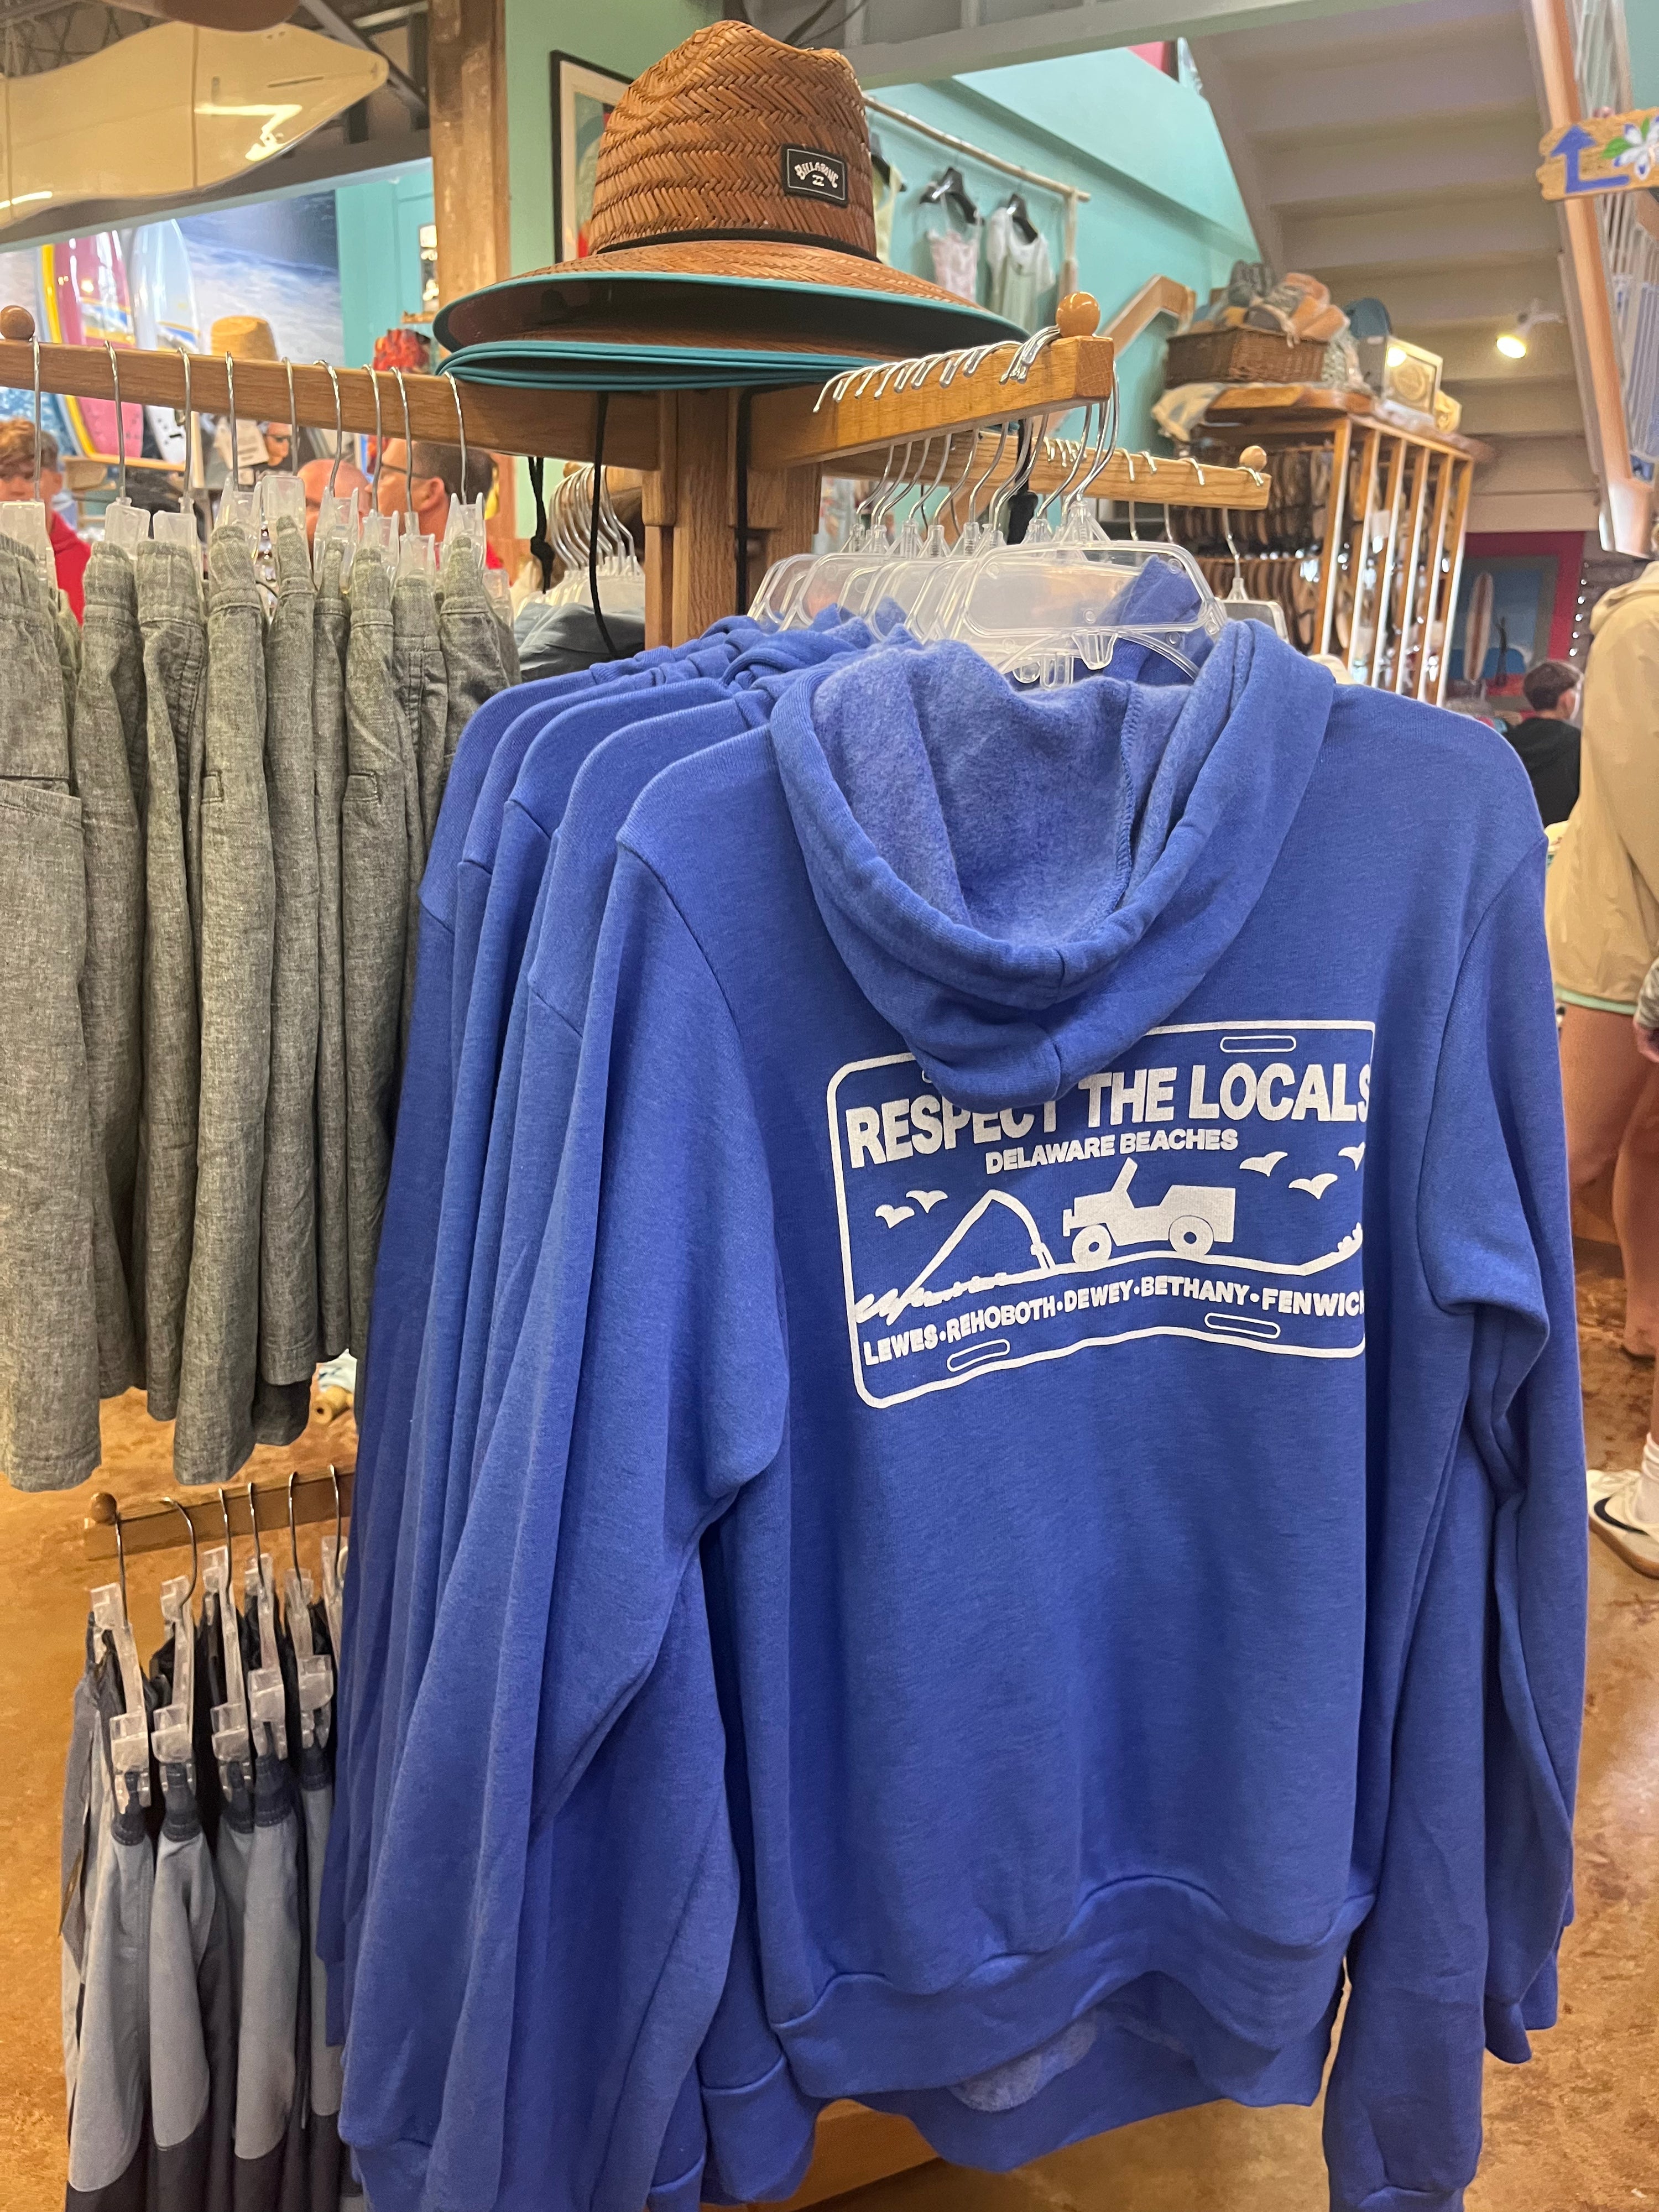 BILLABONG
RESPECT THE LOCALS
DELAWARE BEACHES
LEWES•REHOBOTH•DEWEY•BETHANY•FENWICK